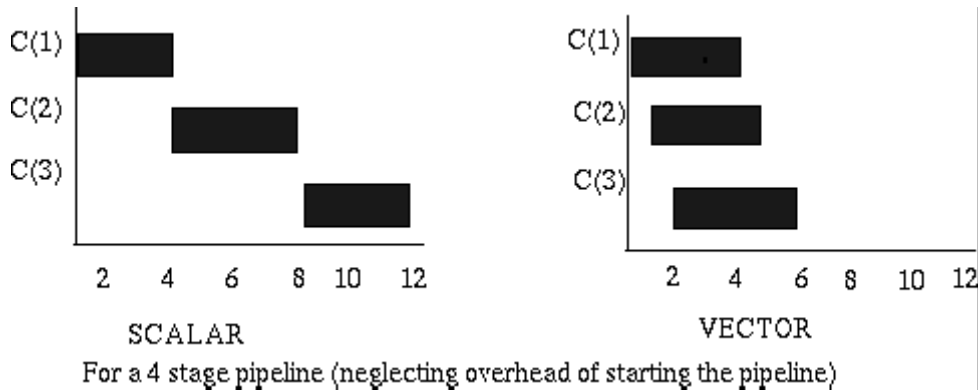 C(1)
C(2)
C(3)
2 4 6 8 10 12
SCALAR
C(1)
C(2)
C(3)
2 4 6 8 10 12
VECTOR
For a 4 stage pipeline (neglecting overhead of starting the pipeline)